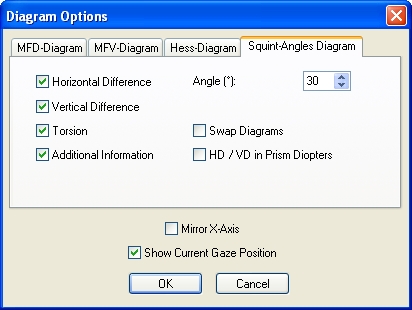 Diagram Options
MFD-Diagram MFV-Diagram Hess-Diagram Squint-Angles Diagram
Horizontal Difference Angle (°): 30
Vertical Difference
Torsion Swap Diagrams
Additional Information HD / VD in Prism Diopters
Mirror X-Axis
Show Current Gaze Position
OK Cancel